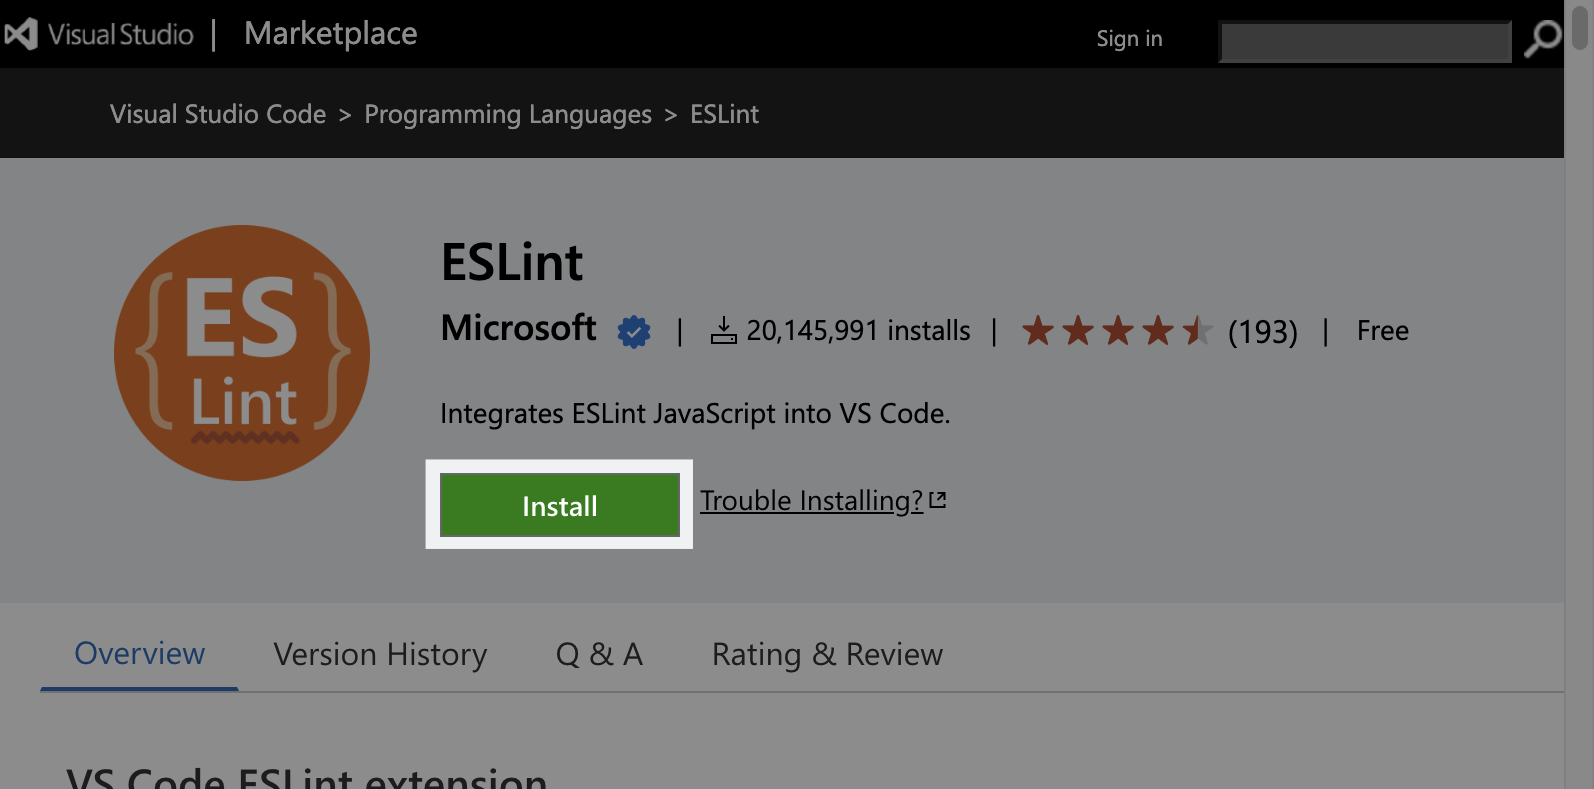 Visual Studio | Marketplace
Sign in
Visual Studio Code > Programming Languages > ESLint
{ES}
Lint
ESLint
Microsoft | 20,145,991 installs | (193) | Free
Integrates ESLint JavaScript into VS Code.
Install
Trouble Installing?
Overview Version History Q & A Rating & Review
VS Code ESLint extension